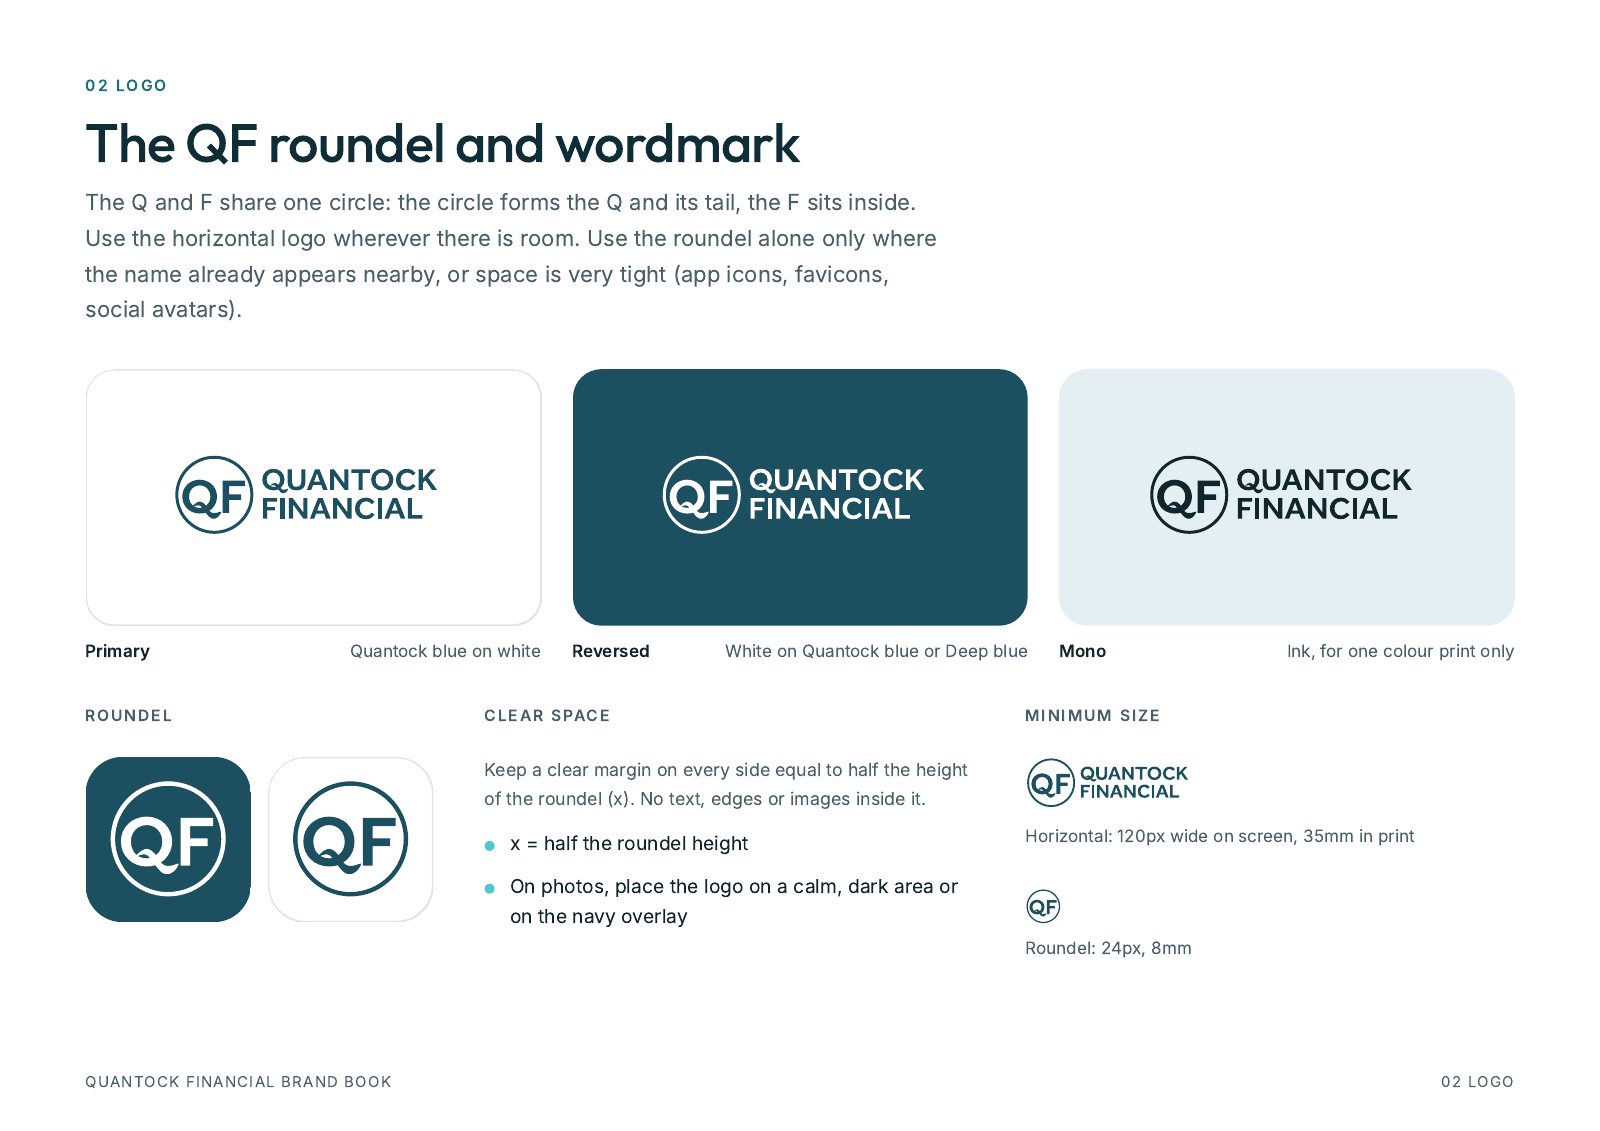 02 LOGO
The QF roundel and wordmark
The Q and F share one circle: the circle forms the Q and its tail, the F sits inside.
Use the horizontal logo wherever there is room. Use the roundel alone only where
the name already appears nearby, or space is very tight (app icons, favicons,
social avatars).
QF
QUANTOCK
FINANCIAL
QF
QUANTOCK
FINANCIAL
QF
QUANTOCK
FINANCIAL
Primary
Quantock blue on white
Reversed
White on Quantock blue or Deep blue
Mono
Ink, for one colour print only
ROUNDEL
QF
QF
CLEAR SPACE
Keep a clear margin on every side equal to half the height
of the roundel (x). No text, edges or images inside it.
x = half the roundel height
On photos, place the logo on a calm, dark area or
on the navy overlay
MINIMUM SIZE
QF
QUANTOCK
FINANCIAL
Horizontal: 120px wide on screen, 35mm in print
QF
Roundel: 24px, 8mm
QUANTOCK FINANCIAL BRAND BOOK
02 LOGO